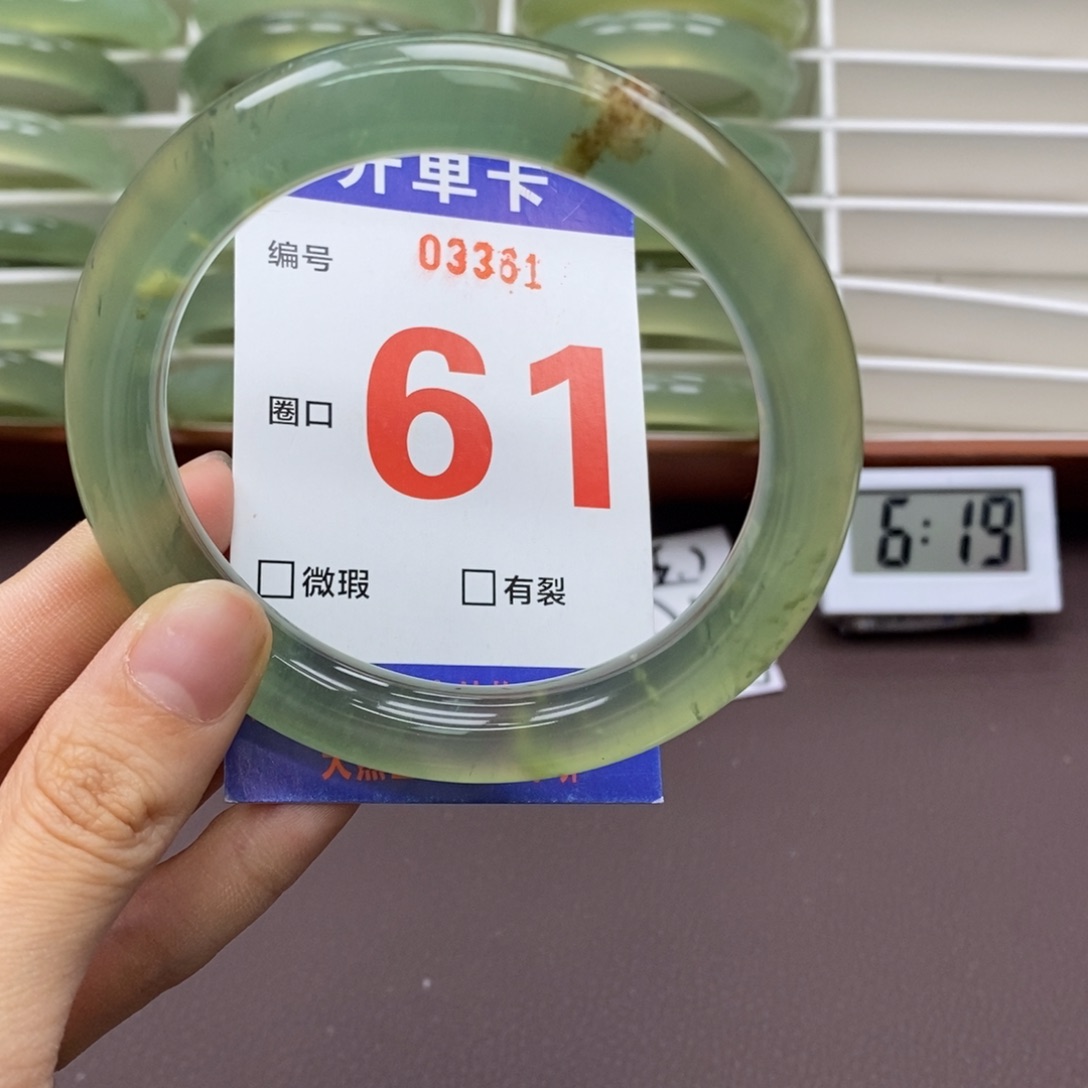 开单卡
编号 03361
圈口 61
6:19
□微瑕 □有裂